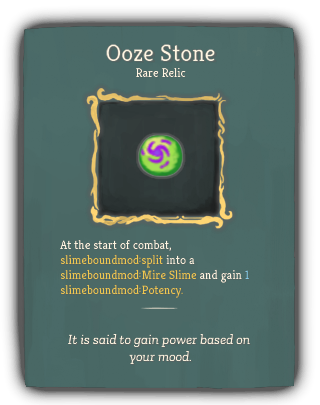 Ooze Stone
Rare Relic
At the start of combat,
slimeboundmod:split into a
slimeboundmod:Mire Slime and gain 1
slimeboundmod:Potency.
It is said to gain power based on
your mood.